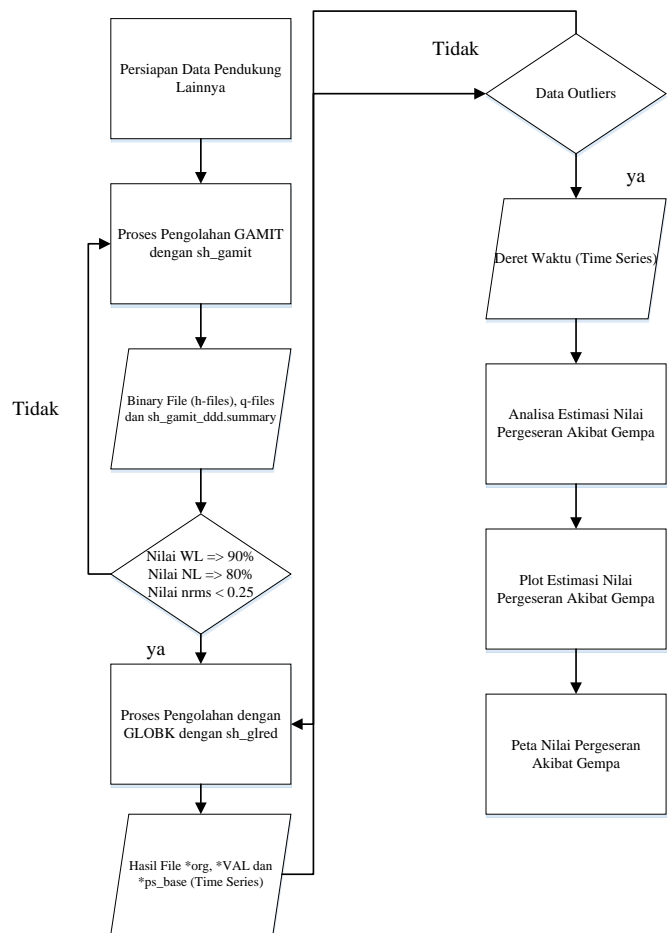 Persiapan Data Pendukung
Lainnya
Proses Pengolahan GAMIT
dengan sh_gamit
Binary File (h-files), q-files
dan sh_gamit_ddd.summary
Tidak
Nilai WL => 90%
Nilai NL => 80%
Nilai nrms < 0.25
ya
Proses Pengolahan dengan
GLOBK dengan sh_glred
Hasil File *org, *VAL dan
*ps_base (Time Series)
Tidak
Data Outliers
ya
Deret Waktu (Time Series)
Analisa Estimasi Nilai
Pergeseran Akibat Gempa
Plot Estimasi Nilai
Pergeseran Akibat Gempa
Peta Nilai Pergeseran
Akibat Gempa